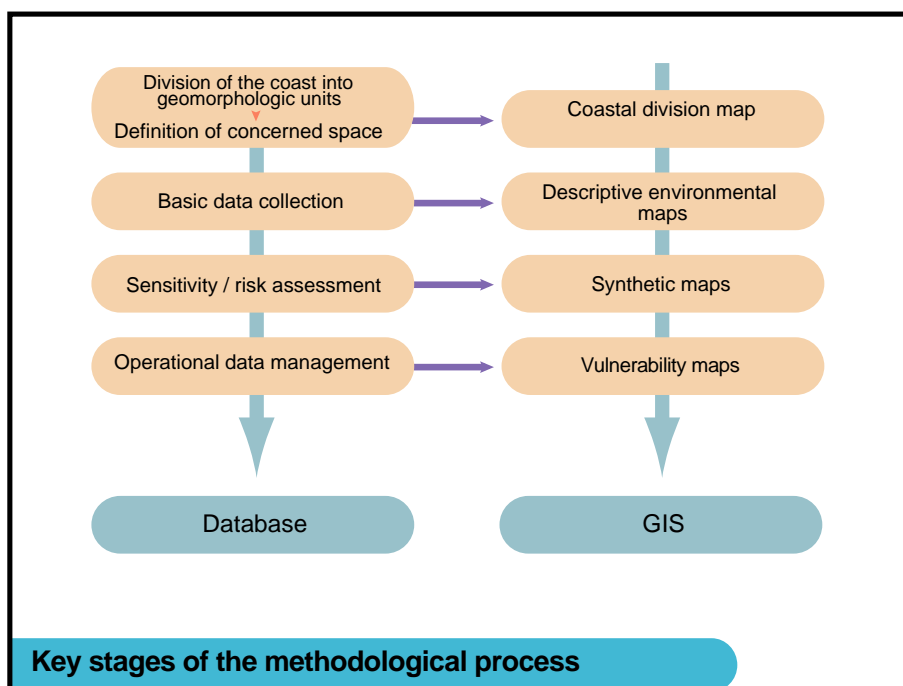 Division of the coast into
geomorphologic units
Definition of concerned space
Coastal division map
Basic data collection
Descriptive environmental
maps
Sensitivity / risk assessment
Synthetic maps
Operational data management
Vulnerability maps
Database
GIS
Key stages of the methodological process